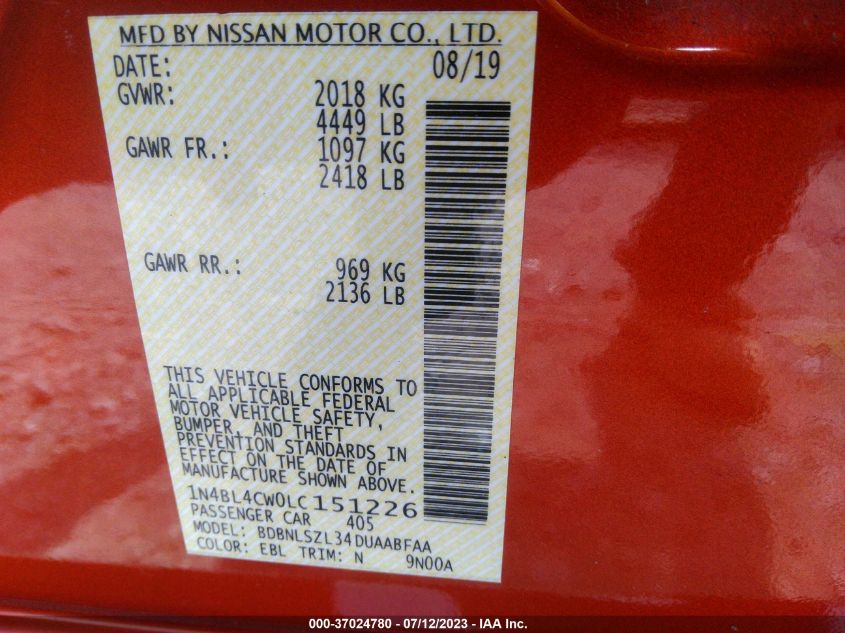 MFD BY NISSAN MOTOR CO., LTD.
DATE: 08/19
GVWR: 2018 KG
4449 LB
GAWR FR.: 1097 KG
2418 LB
GAWR RR.: 969 KG
2136 LB
THIS VEHICLE CONFORMS TO
ALL APPLICABLE FEDERAL
MOTOR VEHICLE SAFETY,
BUMPER, AND THEFT
PREVENTION STANDARDS IN
EFFECT ON THE DATE OF
MANUFACTURE SHOWN ABOVE.
1N4BL4CW0LC151226
PASSENGER CAR 405
MODEL: BDBNLSZL34DUAABFAA
COLOR: EBL TRIM: N 9N00A
000-37024780 - 07/12/2023 - IAA Inc.